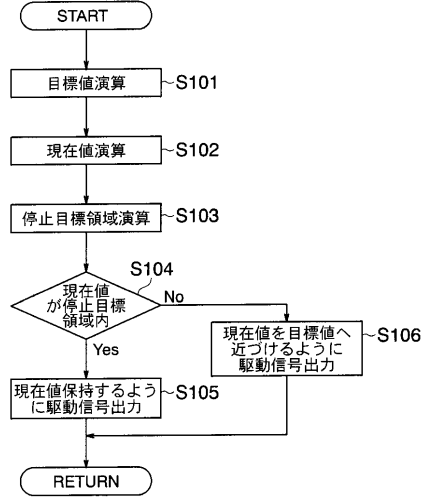 START
目標値演算
S101
現在値演算
S102
停止目標領域演算
S103
S104
現在値
が停止目標
領域内
No
Yes
現在値を目標値へ
近づけるように
駆動信号出力
S106
現在値保持するよう
に駆動信号出力
S105
RETURN